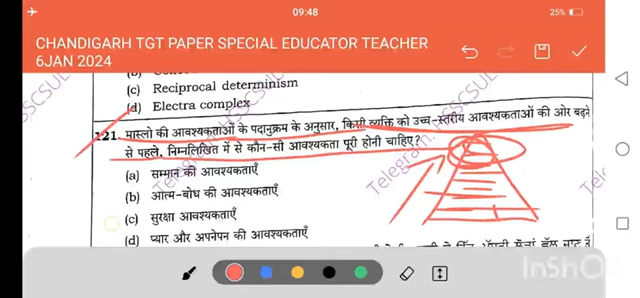 09:48
25%
CHANDIGARH TGT PAPER SPECIAL EDUCATOR TEACHER
6JAN 2024
(c) Reciprocal determinism
(d) Electra complex
121. मास्लो की आवश्यकताओं के पदानुक्रम के अनुसार, किसी व्यक्ति को उच्च-स्तरीय आवश्यकताओं की ओर बढ़ने
से पहले, निम्नलिखित में से कौन-सी आवश्यकता पूरी होनी चाहिए?
(a) सम्मान की आवश्यकताएँ
(b) आत्म-बोध की आवश्यकताएँ
(c) सुरक्षा आवश्यकताएँ
(d) प्यार और अपनेपन की आवश्यकताएँ
InShOt